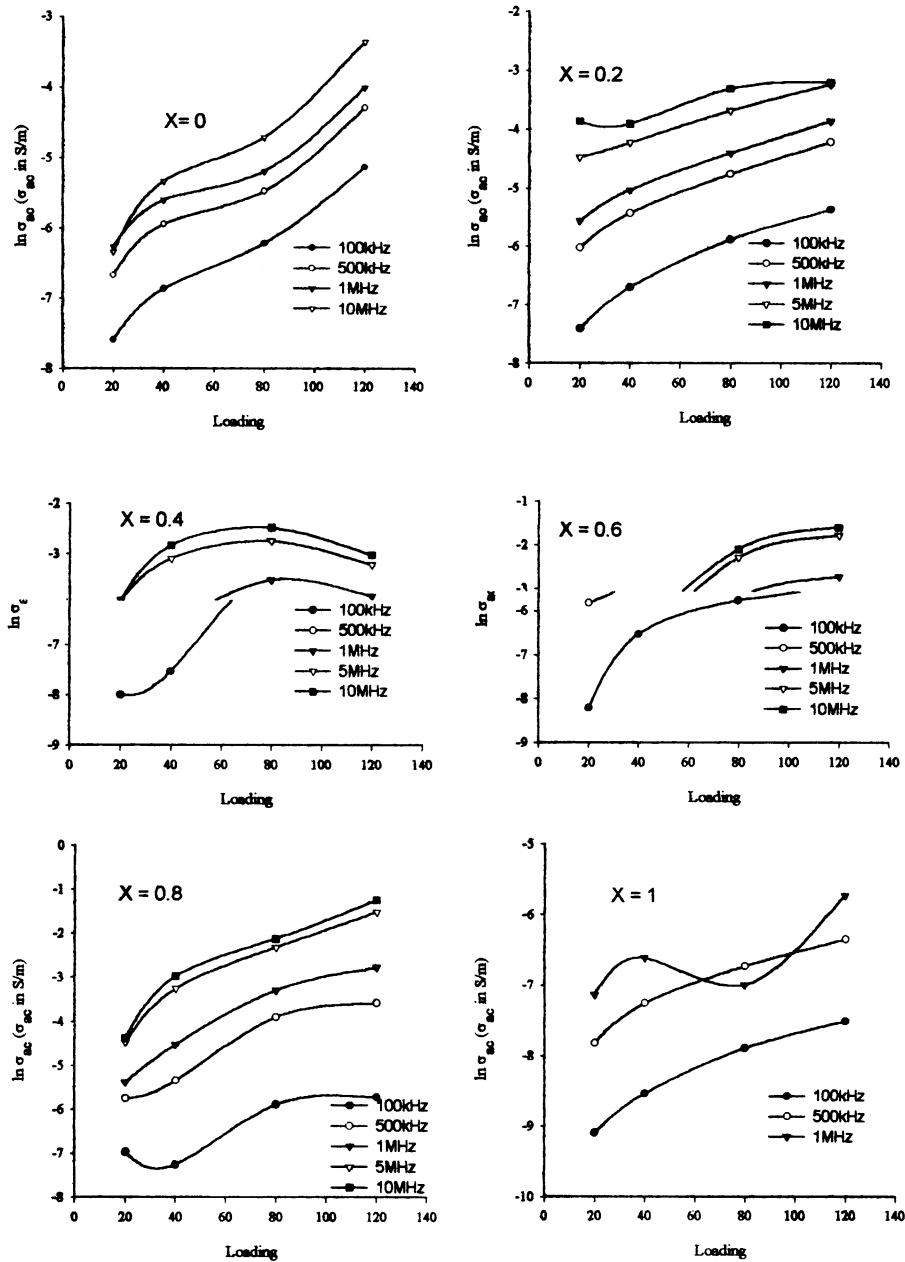 X= 0
ln σac (σac in S/m)
-3
-4
-5
-6
-7
-8
100kHz
500kHz
1MHz
10MHz
0 20 40 60 80 100 120 140
Loading
X = 0.2
ln σac (σac in S/m)
-2
-3
-4
-5
-6
-7
-8
100kHz
500kHz
1MHz
5MHz
10MHz
0 20 40 60 80 100 120 140
Loading
X = 0.4
ln σ
-2
-3
-7
-8
-9
100kHz
500kHz
1MHz
5MHz
10MHz
0 20 40 60 80 100 120 140
Loading
X = 0.6
ln σ
-1
-2
-6
-7
-8
-9
100kHz
500kHz
1MHz
5MHz
10MHz
0 20 40 60 80 100 120 140
Loading
X = 0.8
ln σac (σac in S/m)
0
-1
-2
-3
-4
-5
-6
-7
-8
100kHz
500kHz
1MHz
5MHz
10MHz
0 20 40 60 80 100 120 140
Loading
X = 1
ln σac (σac in S/m)
-5
-6
-7
-8
-9
-10
100kHz
500kHz
1MHz
0 20 40 60 80 100 120 140
Loading